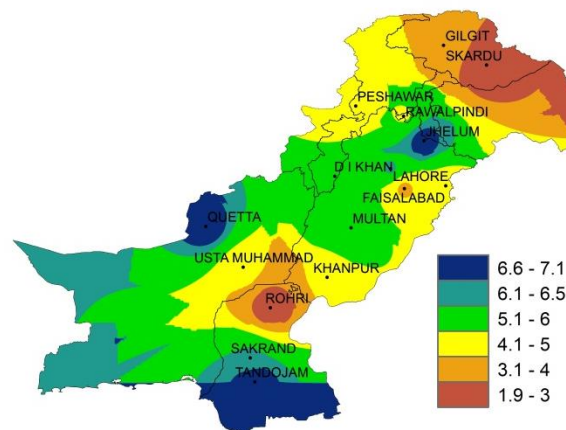 GILGIT
SKARDU
PESHAWAR
RAWALPINDI
JHELUM
D I KHAN
LAHORE
FAISALABAD
QUETTA
MULTAN
USTA MUHAMMAD
KHANPUR
ROHRI
SAKRAND
TANDOJAM
6.6 - 7.1
6.1 - 6.5
5.1 - 6
4.1 - 5
3.1 - 4
1.9 - 3